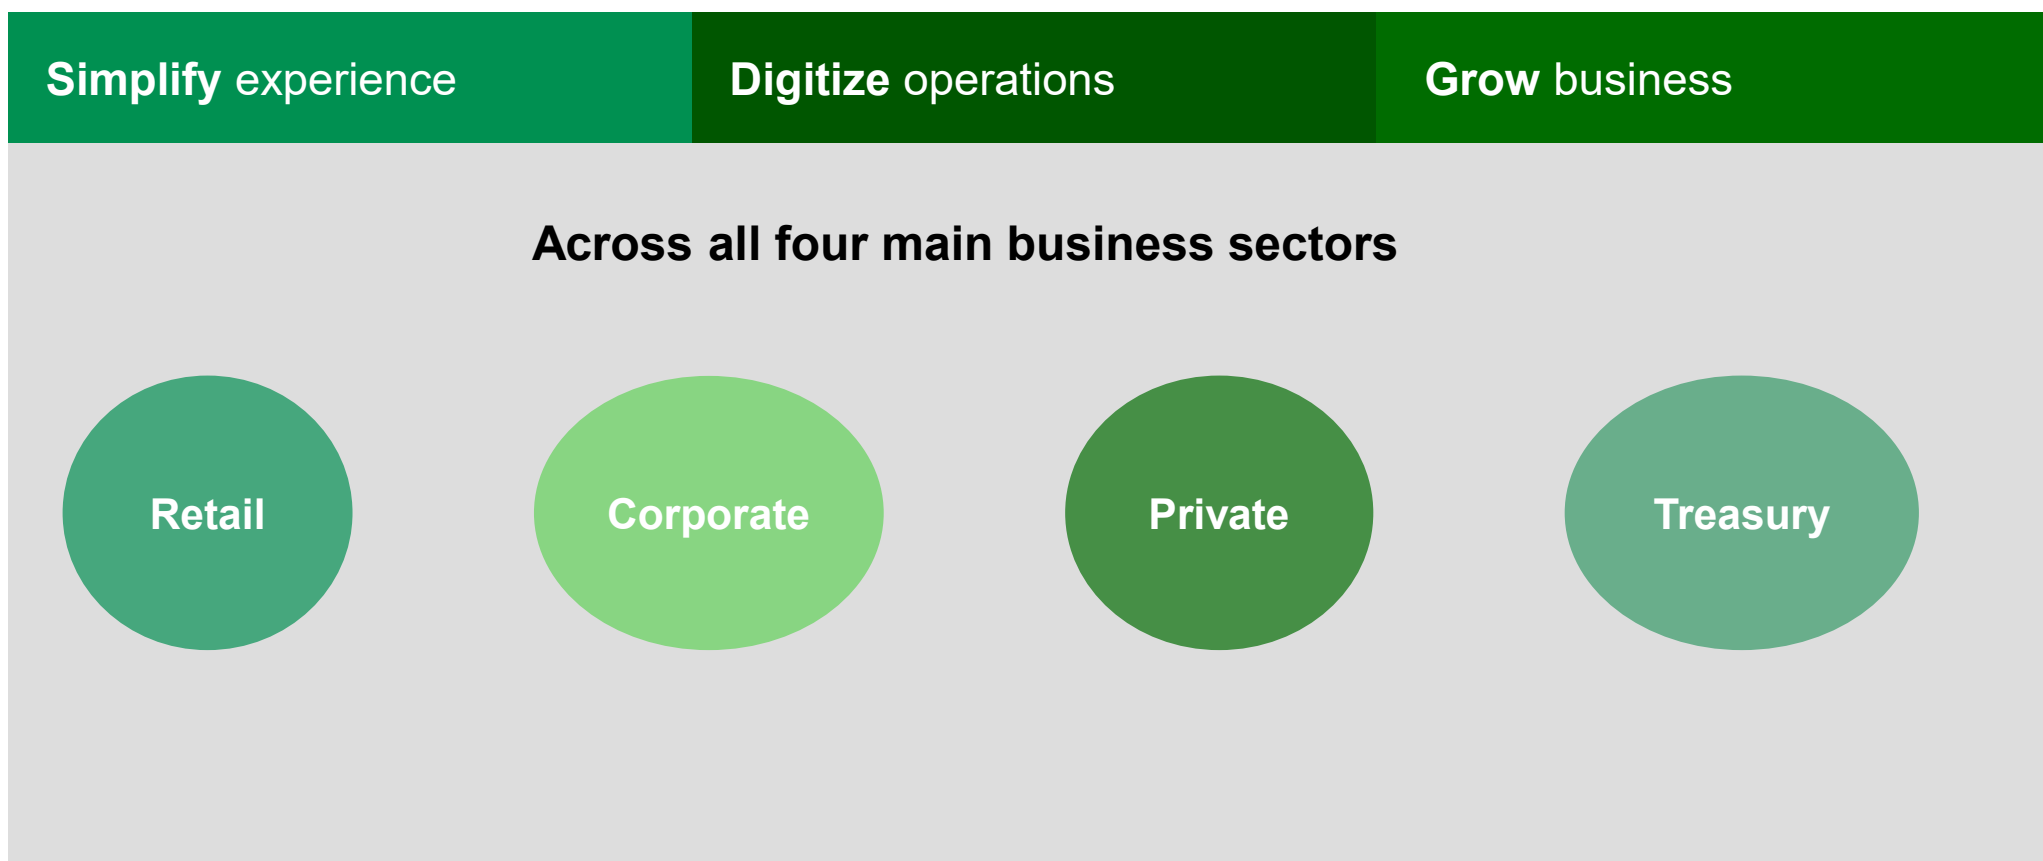 Simplify experience
Digitize operations
Grow business
Across all four main business sectors
Retail
Corporate
Private
Treasury